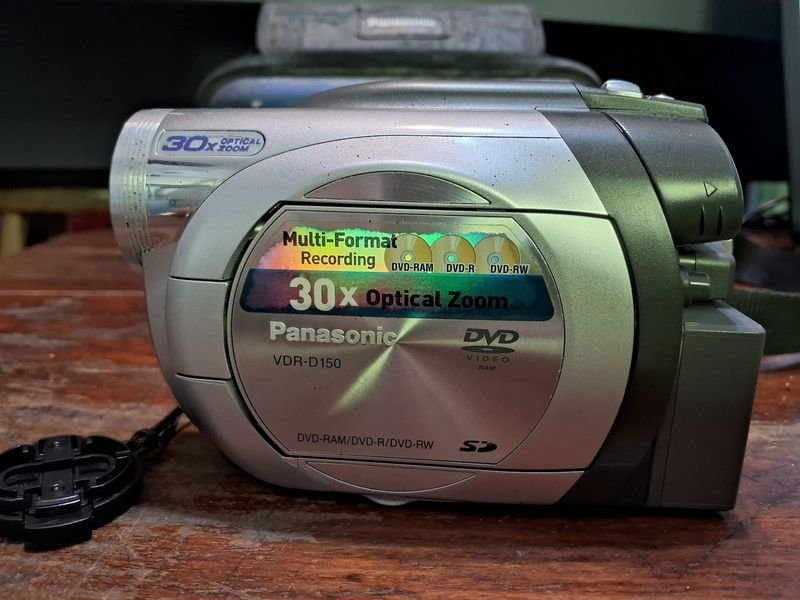 Panasonic
30x OPTICAL
ZOOM
Multi-Format
Recording
DVD-RAM DVD-R DVD-RW
30x Optical Zoom
Panasonic
DVD
VIDEO
RAM
VDR-D150
DVD-RAM/DVD-R/DVD-RW
SD